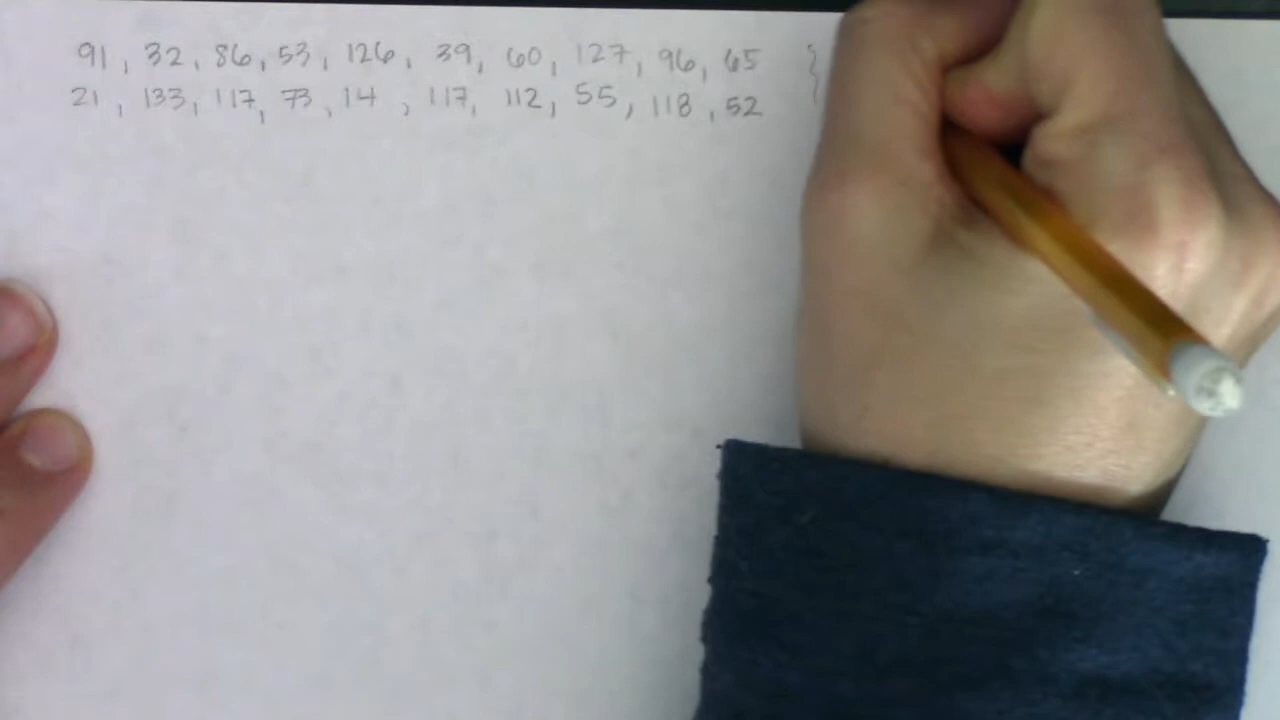 91, 32, 86, 53, 126, 39, 60, 127, 96, 65 }
21, 133, 117, 73, 14, 117, 112, 55, 118, 52